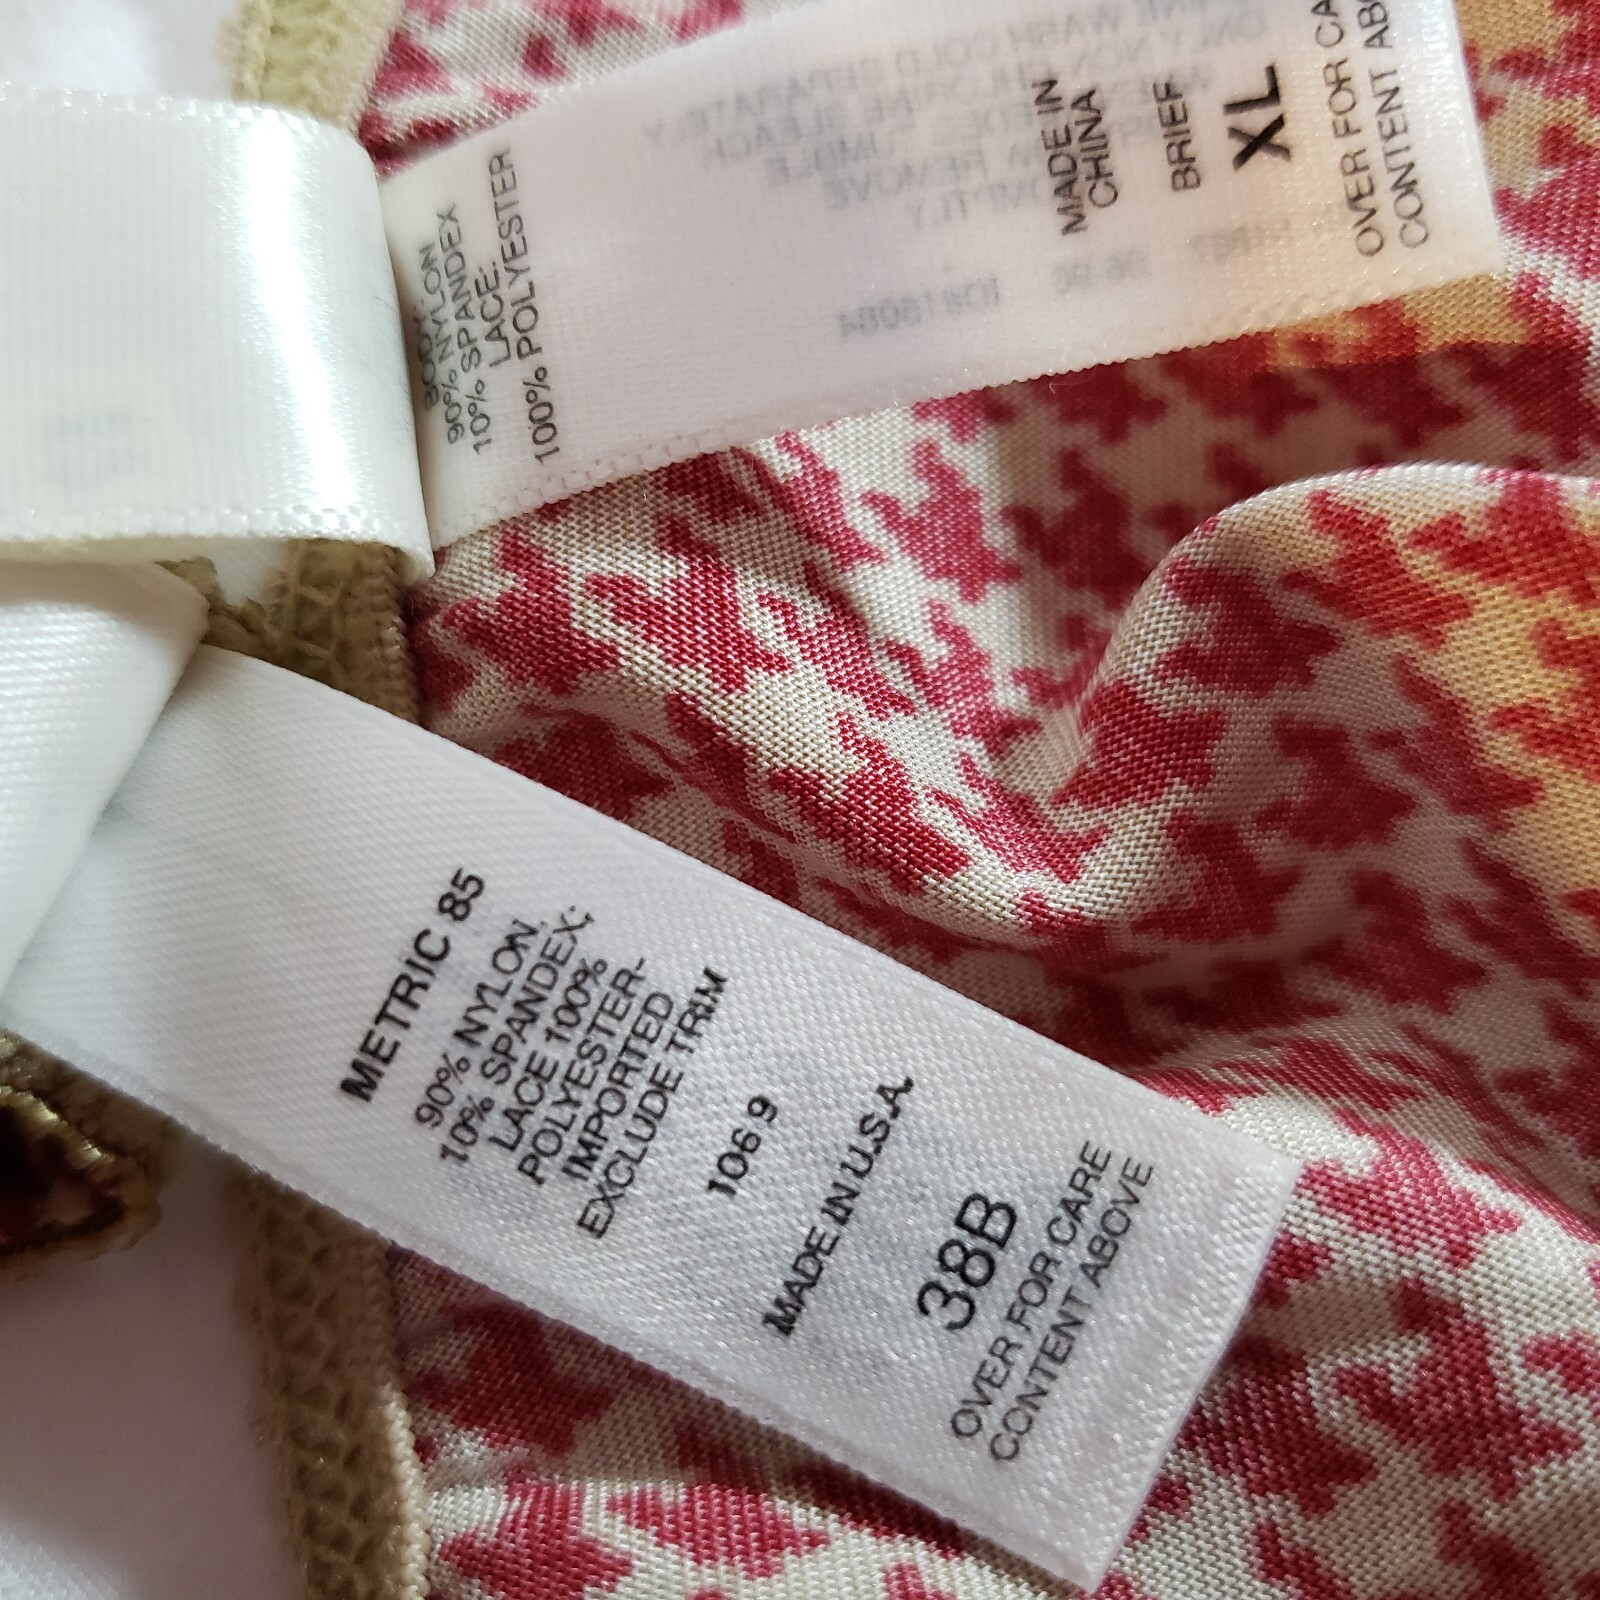 BODY:
90% NYLON
10% SPANDEX
LACE:
100% POLYESTER
MADE IN
CHINA
BRIEF
XL
OVER FOR CA
CONTENT ABO
METRIC 85
90% NYLON,
10% SPANDEX;
LACE 100%
POLYESTER-
IMPORTED
EXCLUDE TRIM
106 9
MADE IN U.S.A.
38B
OVER FOR CARE
CONTENT ABOVE